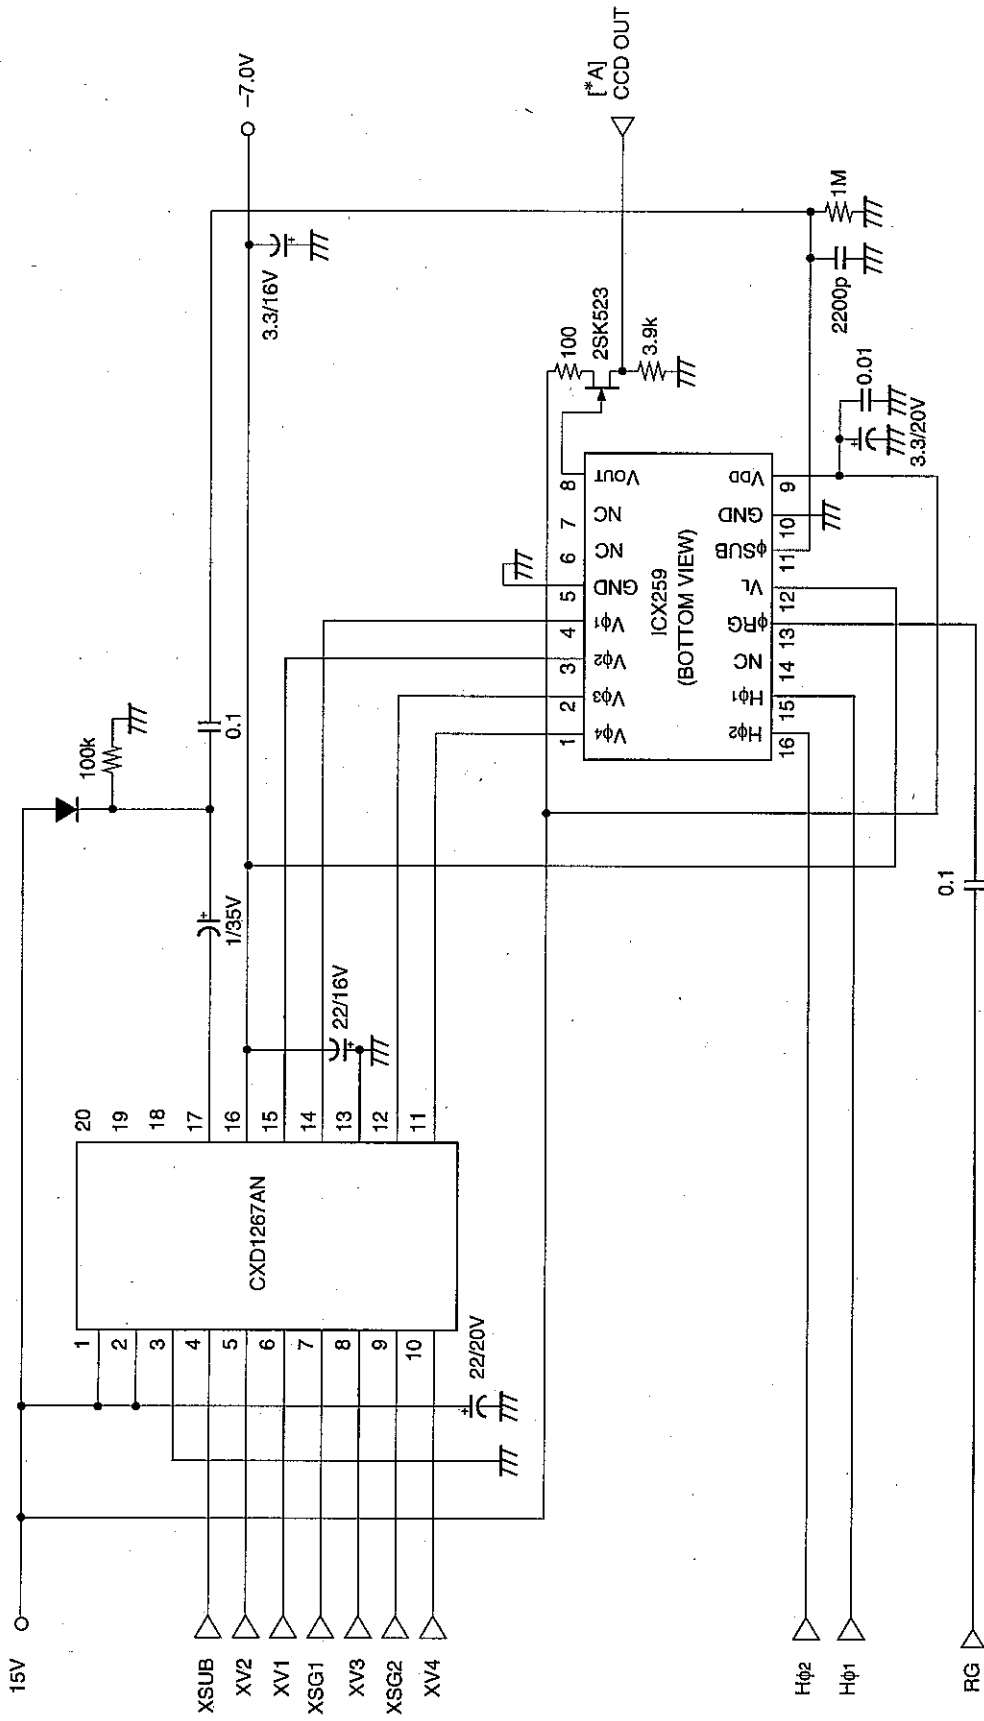 15V
XSUB
XV2
XV1
XSG1
XV3
XSG2
XV4
Hϕ2
Hϕ1
RG
1
2
3
4
5
6
7
8
9
10
22/20V
CXD1267AN
20
19
18
17
16
15
14
13
12
11
1/35V
22/16V
100k
0.1
0.1
-7.0V
3.3/16V
[*A]
CCD OUT
100
2SK523
3.9k
1M
2200p
0.01
3.3/20V
1
2
3
4
5
6
7
8
Vϕ4
Vϕ3
Vϕ2
Vϕ1
GND
NC
NC
VOUT
ICX259
(BOTTOM VIEW)
Hϕ2
Hϕ1
NC
ϕRG
VL
ϕSUB
GND
VDD
16
15
14
13
12
11
10
9